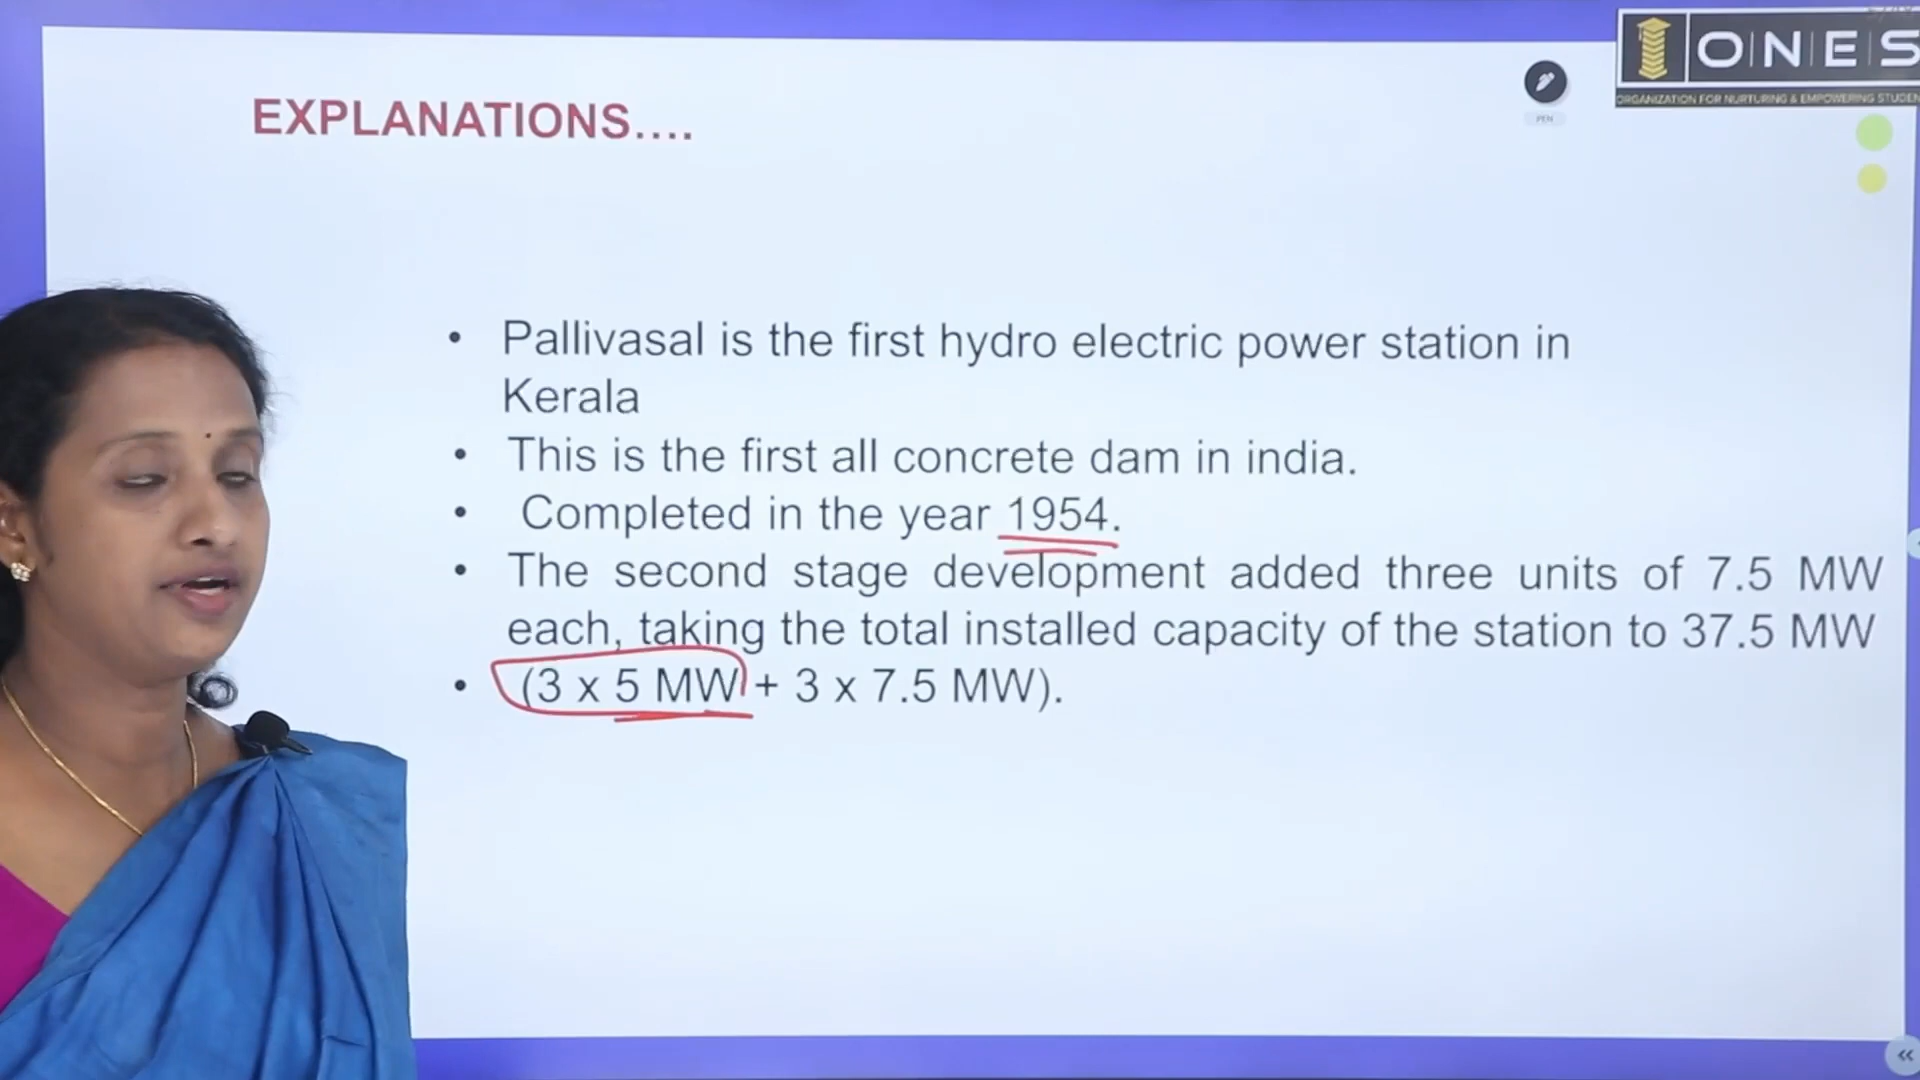 ONES
ORGANIZATION FOR NURTURING & EMPOWERING STUDEN
PEN
EXPLANATIONS....
• Pallivasal is the first hydro electric power station in
Kerala
• This is the first all concrete dam in india.
• Completed in the year 1954.
• The second stage development added three units of 7.5 MW
each, taking the total installed capacity of the station to 37.5 MW
• (3 x 5 MW + 3 x 7.5 MW).